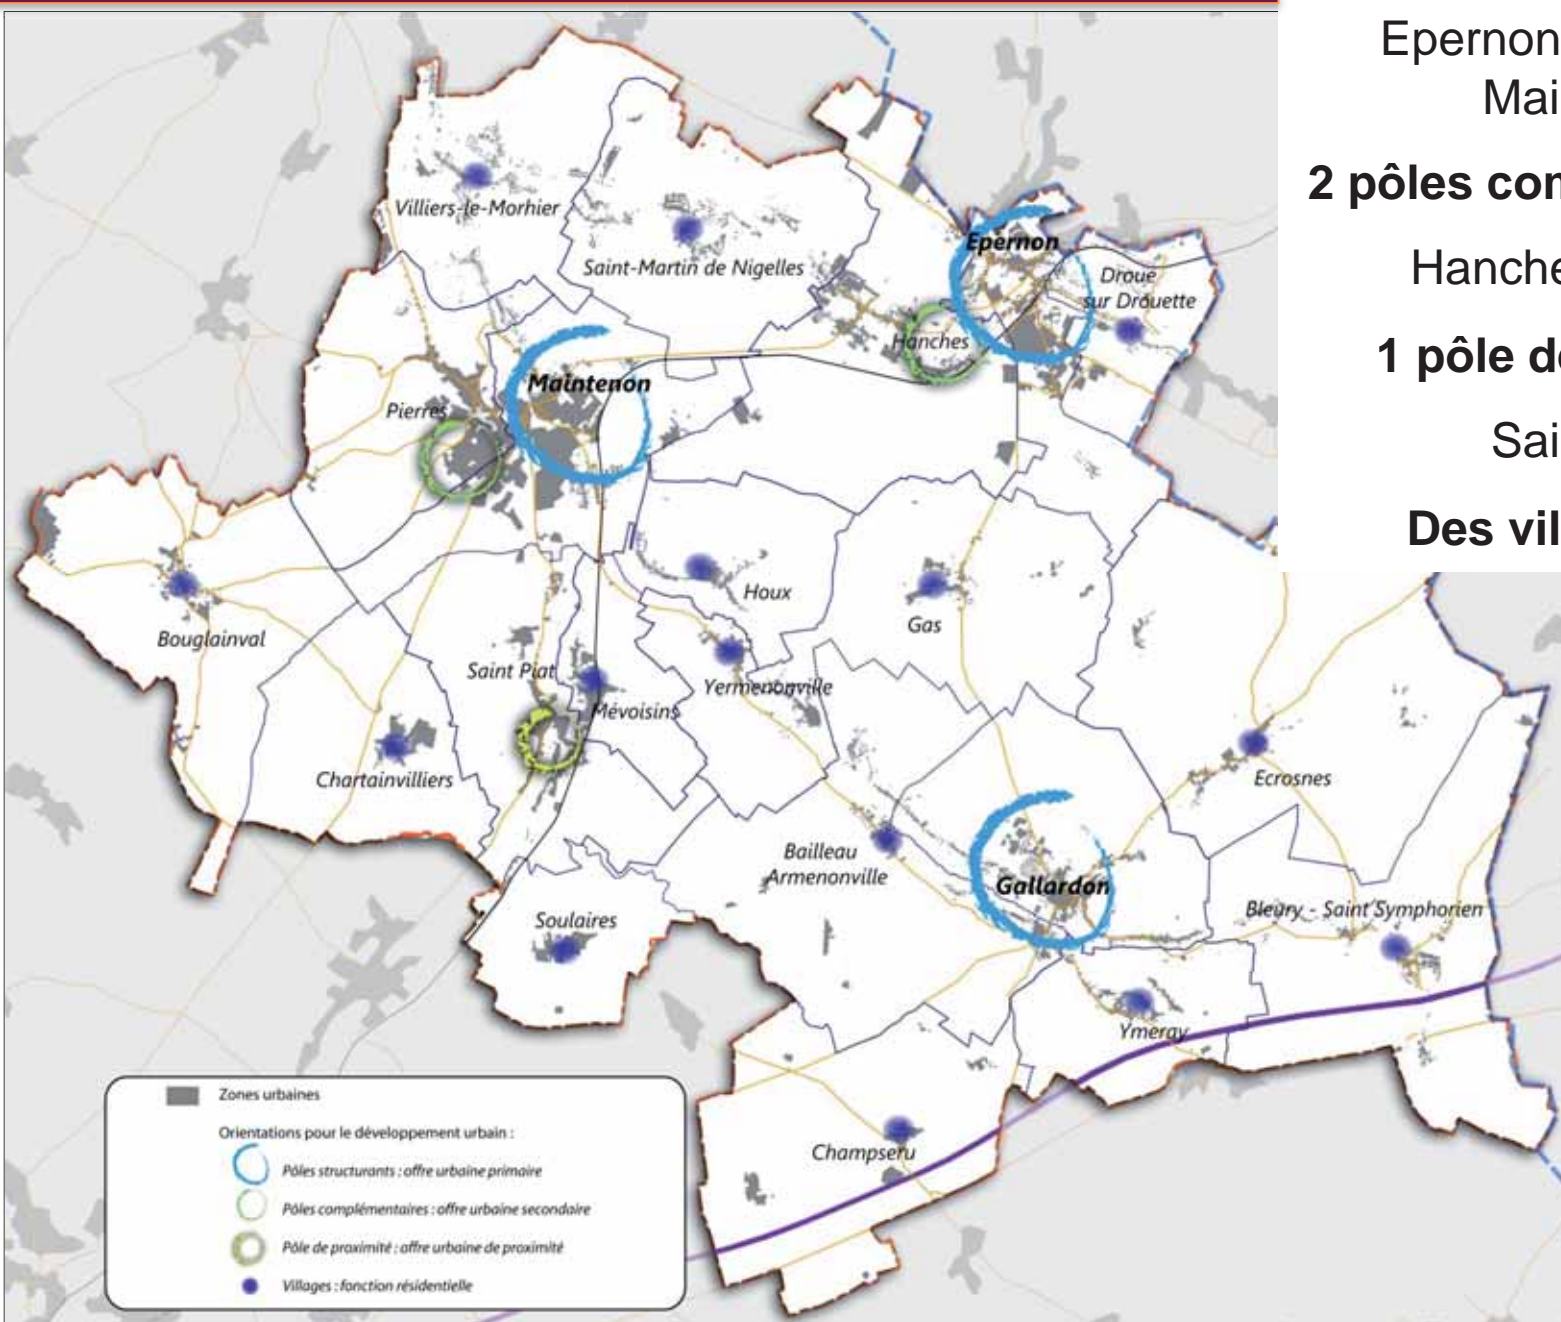 Epernon
Mai
2 pôles con
Hanche
1 pôle de
Sai
Des vil
Villiers-le-Morhier
Saint-Martin de Nigelles
Epernon
Droue
sur Drouette
Hanches
Maintenon
Pierres
Houx
Gas
Bouglainval
Saint Piat
Yermenonville
Mévoisins
Chartainvilliers
Ecrosnes
Bailleau
Armenonville
Gallardon
Bleury - Saint Symphorien
Soulaires
Ymeray
Champseru
Zones urbaines
Orientations pour le développement urbain :
Pôles structurants : offre urbaine primaire
Pôles complémentaires : offre urbaine secondaire
Pôle de proximité : offre urbaine de proximité
Villages : fonction résidentielle